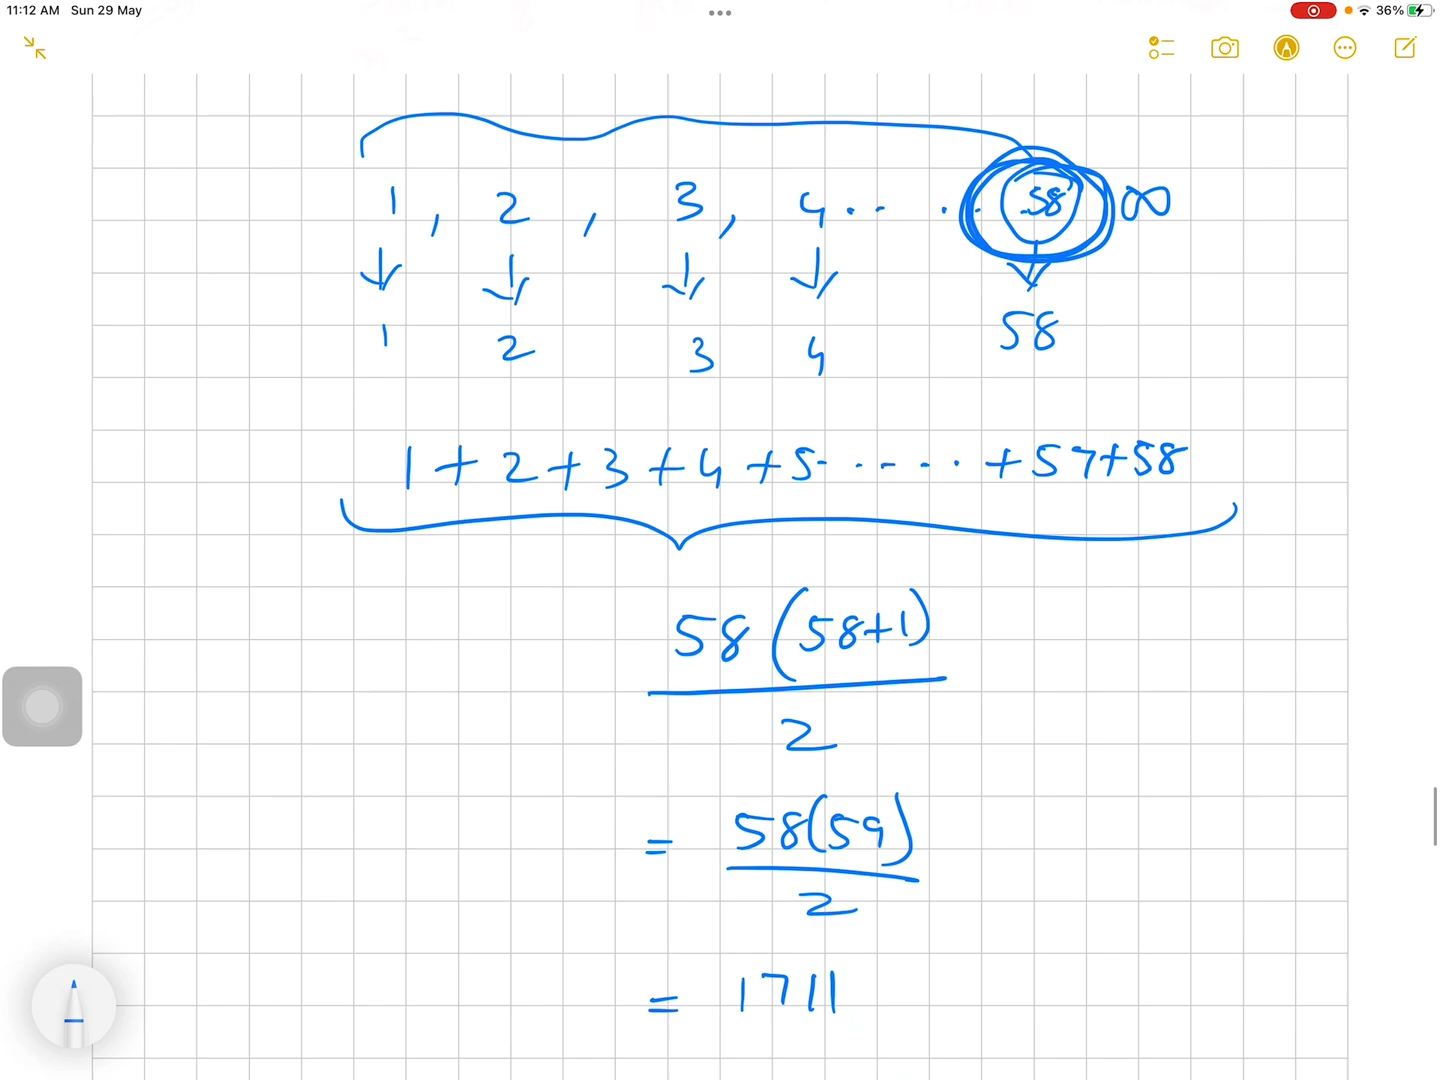 11:12 AM Sun 29 May
36%
1 , 2 , 3 , 4 . . . . . 58 ∞
1 2 3 4 58
1 + 2 + 3 + 4 + 5 . . . . . . + 57 + 58
58 (58+1)
2
= 58(59)
2
= 1711